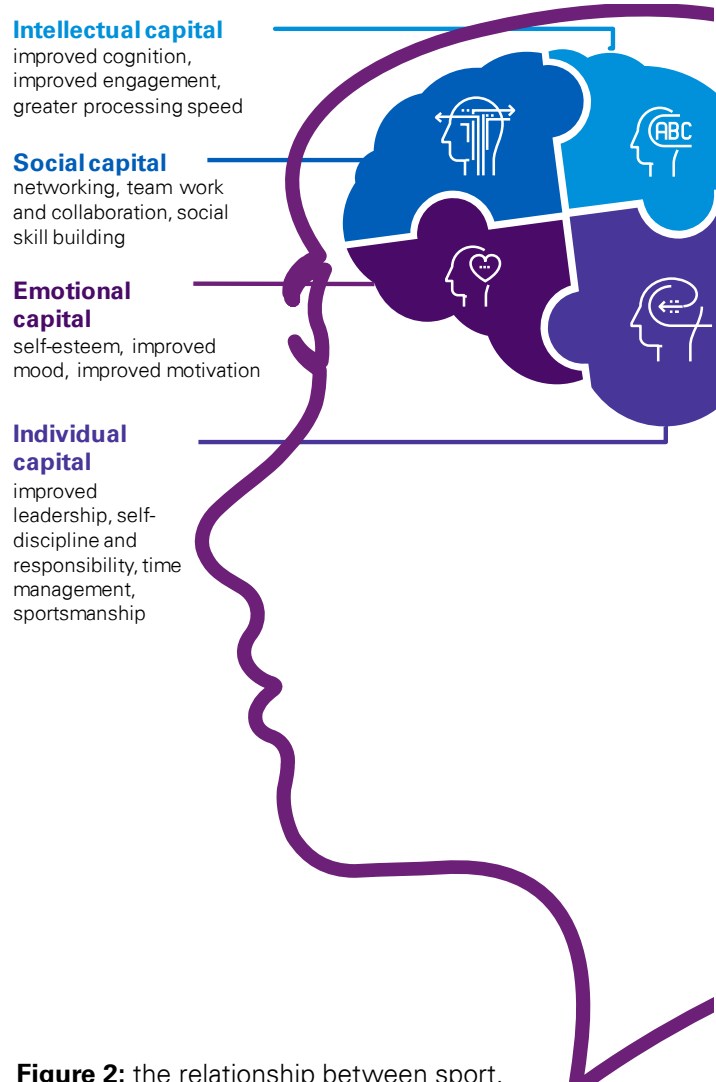 Intellectual capital
improved cognition,
improved engagement,
greater processing speed
Social capital
networking, team work
and collaboration, social
skill building
Emotional
capital
self-esteem, improved
mood, improved motivation
Individual
capital
improved
leadership, self-
discipline and
responsibility, time
management,
sportsmanship
ABC
Figure 2: the relationship between sport,